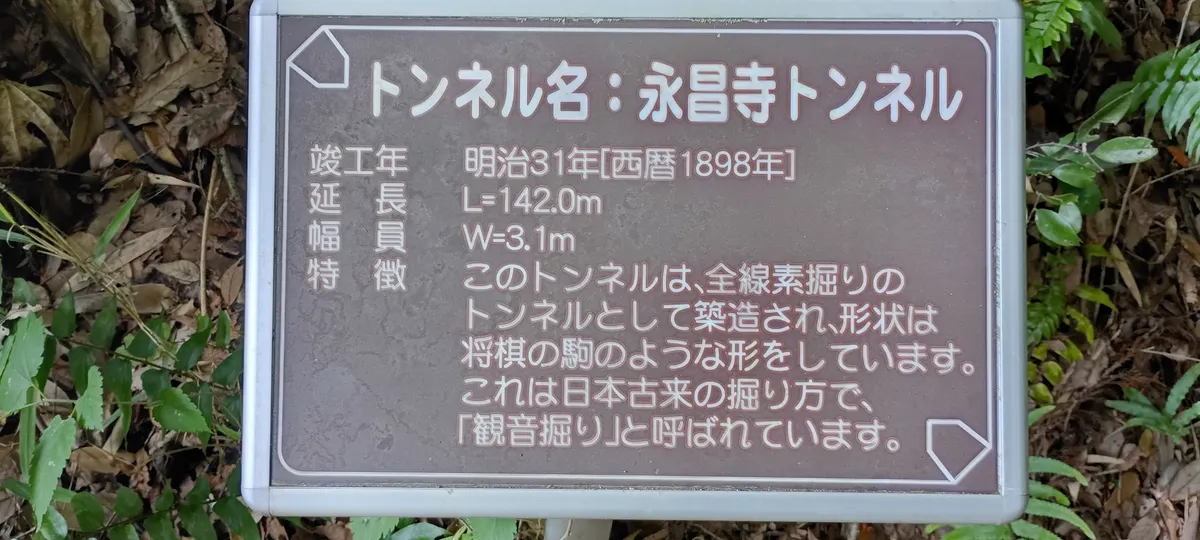 トンネル名：永昌寺トンネル
竣工年 明治31年[西暦1898年]
延 長 L=142.0m
幅 員 W=3.1m
特 徴 このトンネルは、全線素掘りの
トンネルとして築造され、形状は
将棋の駒のような形をしています。
これは日本古来の掘り方で、
「観音掘り」と呼ばれています。